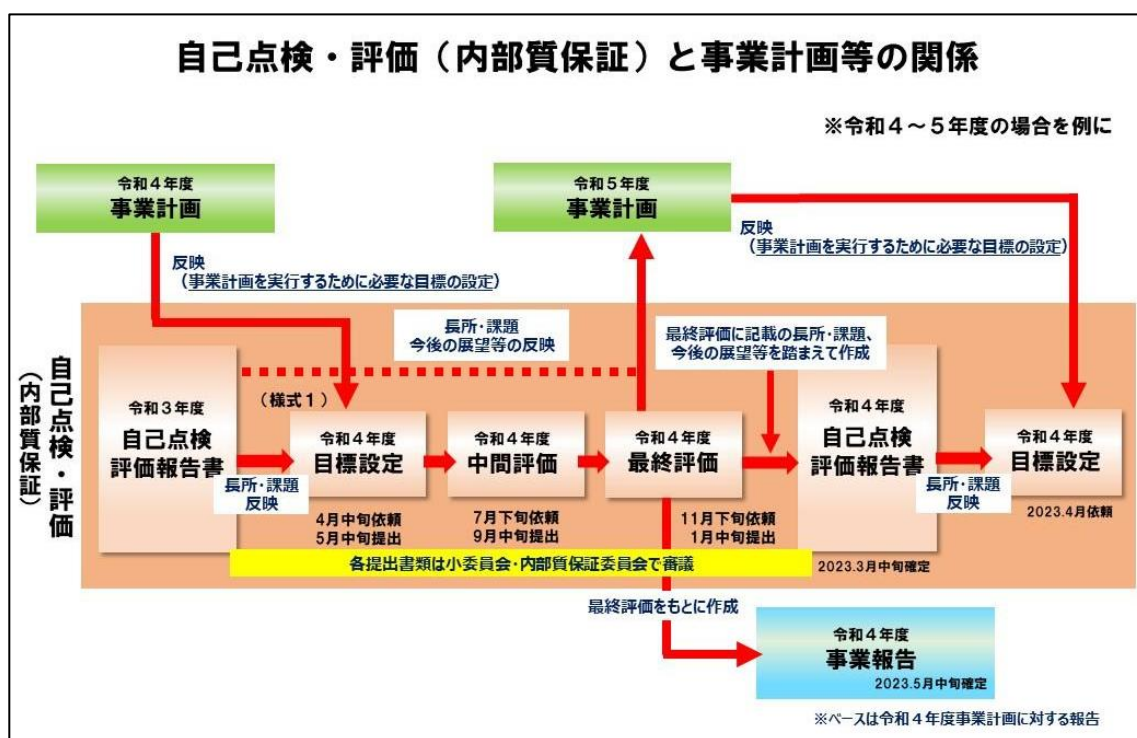 自己点検・評価（内部質保証）と事業計画等の関係
※令和４～５年度の場合を例に
令和４年度
事業計画
令和５年度
事業計画
反映
（事業計画を実行するために必要な目標の設定）
反映
（事業計画を実行するために必要な目標の設定）
自己点検・評価
（内部質保証）
長所・課題
今後の展望等の反映
最終評価に記載の長所・課題、
今後の展望等を踏まえて作成
令和３年度
自己点検
評価報告書
長所・課題
反映
（様式１）
令和４年度
目標設定
4月中旬依頼
5月中旬提出
令和４年度
中間評価
7月下旬依頼
9月中旬提出
令和４年度
最終評価
11月下旬依頼
1月中旬提出
令和４年度
自己点検
評価報告書
2023.3月中旬確定
長所・課題
反映
令和４年度
目標設定
2023.4月依頼
各提出書類は小委員会・内部質保証委員会で審議
最終評価をもとに作成
令和４年度
事業報告
2023.5月中旬確定
※ベースは令和４年度事業計画に対する報告